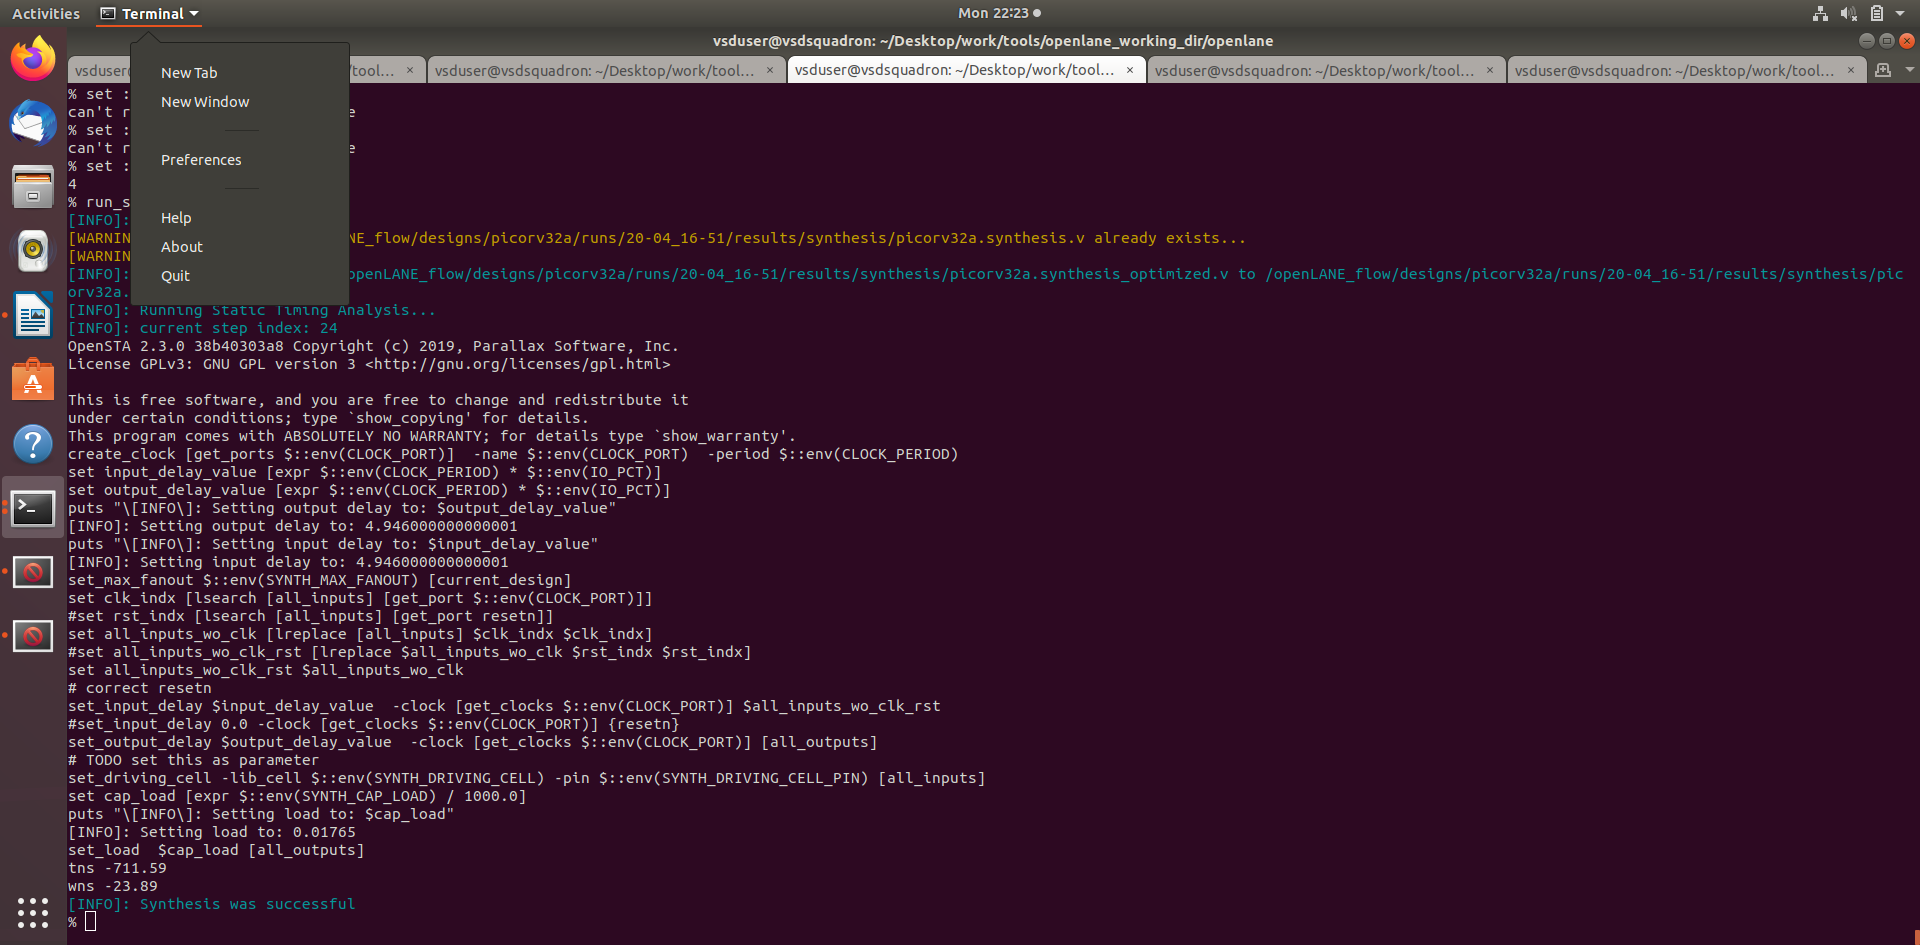 Activities
Terminal
Mon 22:23
vsduser@vsdsquadron: ~/Desktop/work/tools/openlane_working_dir/openlane
vsduser@vsdsquadron: ~/Desktop/work/tool...
vsduser@vsdsquadron: ~/Desktop/work/tool...
vsduser@vsdsquadron: ~/Desktop/work/tool...
vsduser@vsdsquadron: ~/Desktop/work/tool...
New Tab
New Window
Preferences
Help
About
Quit
% set :
can't r e
% set :
can't r e
% set :
4
% run_s
[INFO]:
[WARNIN NE_flow/designs/picorv32a/runs/20-04_16-51/results/synthesis/picorv32a.synthesis.v already exists...
[WARNIN
[INFO]: openLANE_flow/designs/picorv32a/runs/20-04_16-51/results/synthesis/picorv32a.synthesis_optimized.v to /openLANE_flow/designs/picorv32a/runs/20-04_16-51/results/synthesis/pic
orv32a.
[INFO]: Running Static Timing Analysis...
[INFO]: current step index: 24
OpenSTA 2.3.0 38b40303a8 Copyright (c) 2019, Parallax Software, Inc.
License GPLv3: GNU GPL version 3 <http://gnu.org/licenses/gpl.html>
This is free software, and you are free to change and redistribute it
under certain conditions; type `show_copying' for details.
This program comes with ABSOLUTELY NO WARRANTY; for details type `show_warranty'.
create_clock [get_ports $::env(CLOCK_PORT)]  -name $::env(CLOCK_PORT)  -period $::env(CLOCK_PERIOD)
set input_delay_value [expr $::env(CLOCK_PERIOD) * $::env(IO_PCT)]
set output_delay_value [expr $::env(CLOCK_PERIOD) * $::env(IO_PCT)]
puts "\[INFO\]: Setting output delay to: $output_delay_value"
[INFO]: Setting output delay to: 4.946000000000001
puts "\[INFO\]: Setting input delay to: $input_delay_value"
[INFO]: Setting input delay to: 4.946000000000001
set_max_fanout $::env(SYNTH_MAX_FANOUT) [current_design]
set clk_indx [lsearch [all_inputs] [get_port $::env(CLOCK_PORT)]]
#set rst_indx [lsearch [all_inputs] [get_port resetn]]
set all_inputs_wo_clk [lreplace [all_inputs] $clk_indx $clk_indx]
#set all_inputs_wo_clk_rst [lreplace $all_inputs_wo_clk $rst_indx $rst_indx]
set all_inputs_wo_clk_rst $all_inputs_wo_clk
# correct resetn
set_input_delay $input_delay_value  -clock [get_clocks $::env(CLOCK_PORT)] $all_inputs_wo_clk_rst
#set_input_delay 0.0 -clock [get_clocks $::env(CLOCK_PORT)] {resetn}
set_output_delay $output_delay_value  -clock [get_clocks $::env(CLOCK_PORT)] [all_outputs]
# TODO set this as parameter
set_driving_cell -lib_cell $::env(SYNTH_DRIVING_CELL) -pin $::env(SYNTH_DRIVING_CELL_PIN) [all_inputs]
set cap_load [expr $::env(SYNTH_CAP_LOAD) / 1000.0]
puts "\[INFO\]: Setting load to: $cap_load"
[INFO]: Setting load to: 0.01765
set_load  $cap_load [all_outputs]
tns -711.59
wns -23.89
[INFO]: Synthesis was successful
%